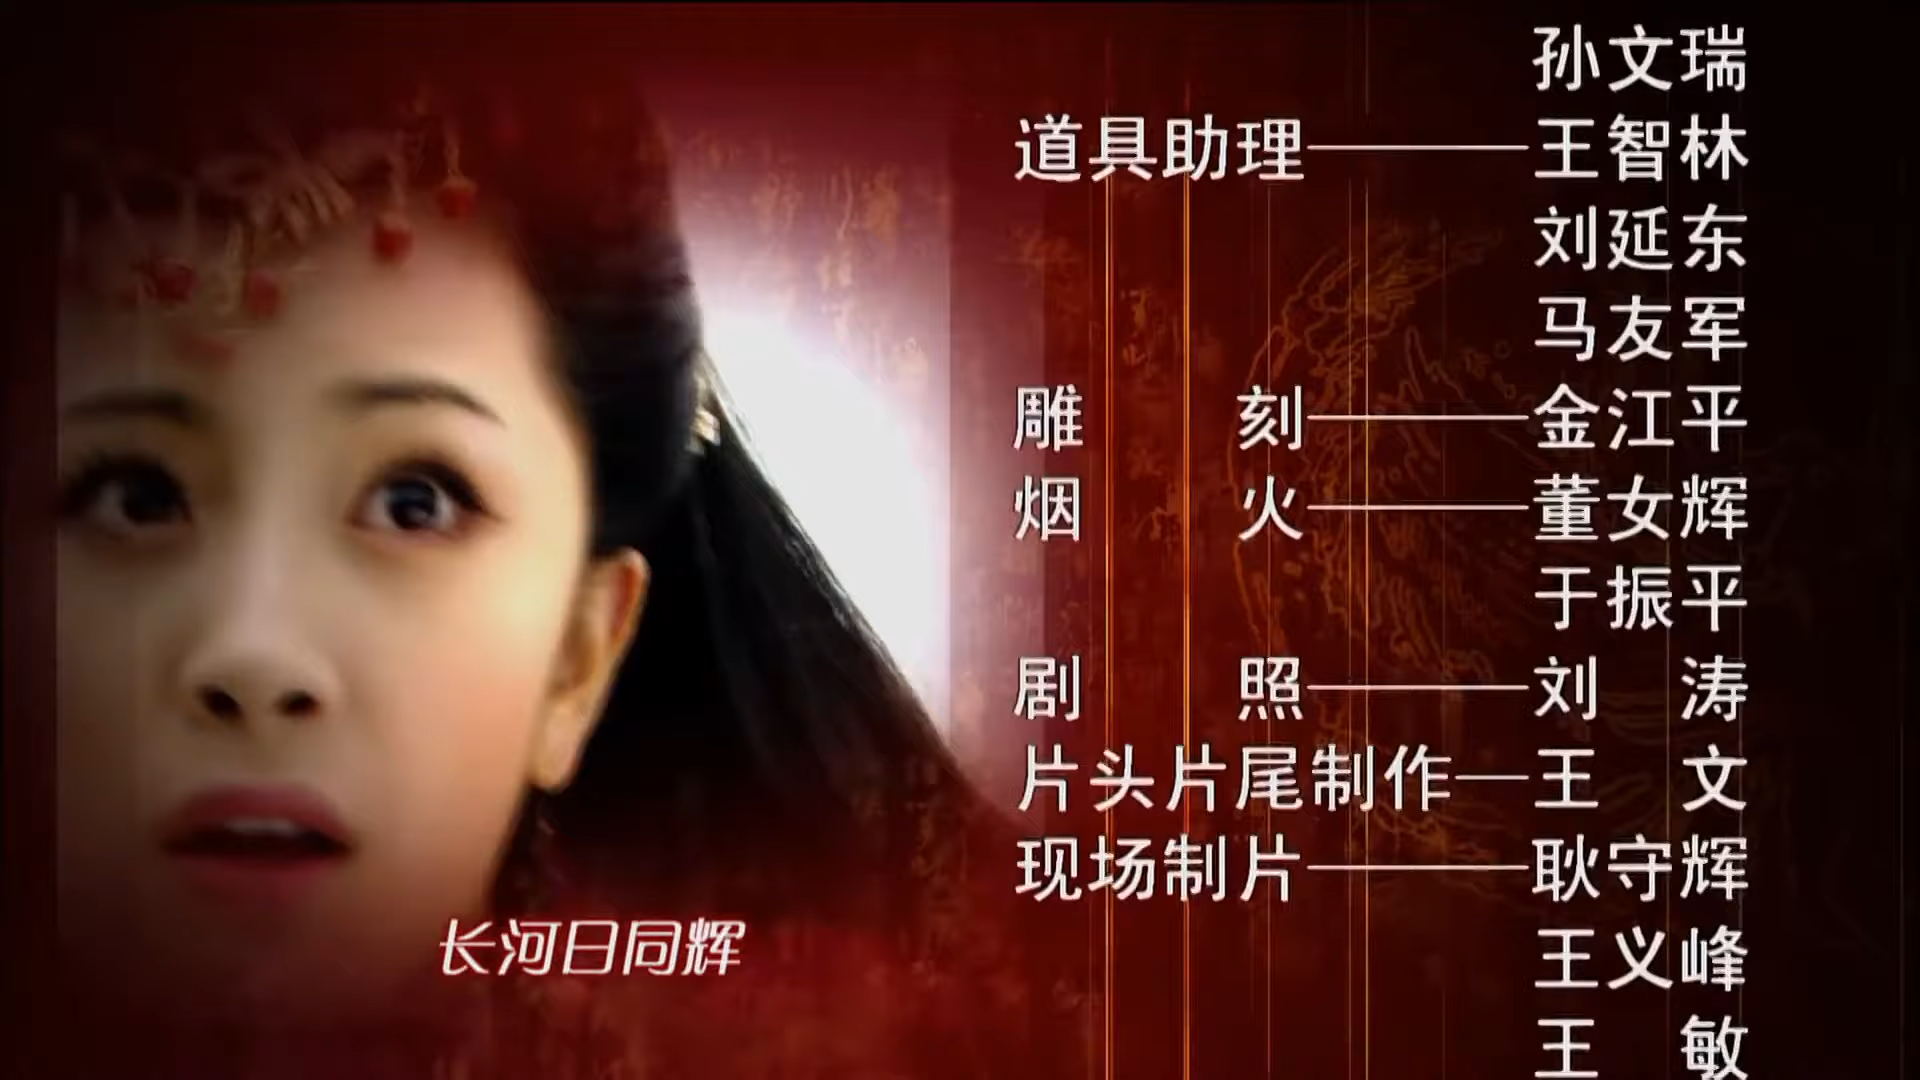 孙文瑞
道具助理——王智林
刘延东
马友军
雕刻——金江平
烟火——董女辉
于振平
剧照——刘涛
片头片尾制作—王文
现场制片——耿守辉
长河日同辉
王义峰
王敏